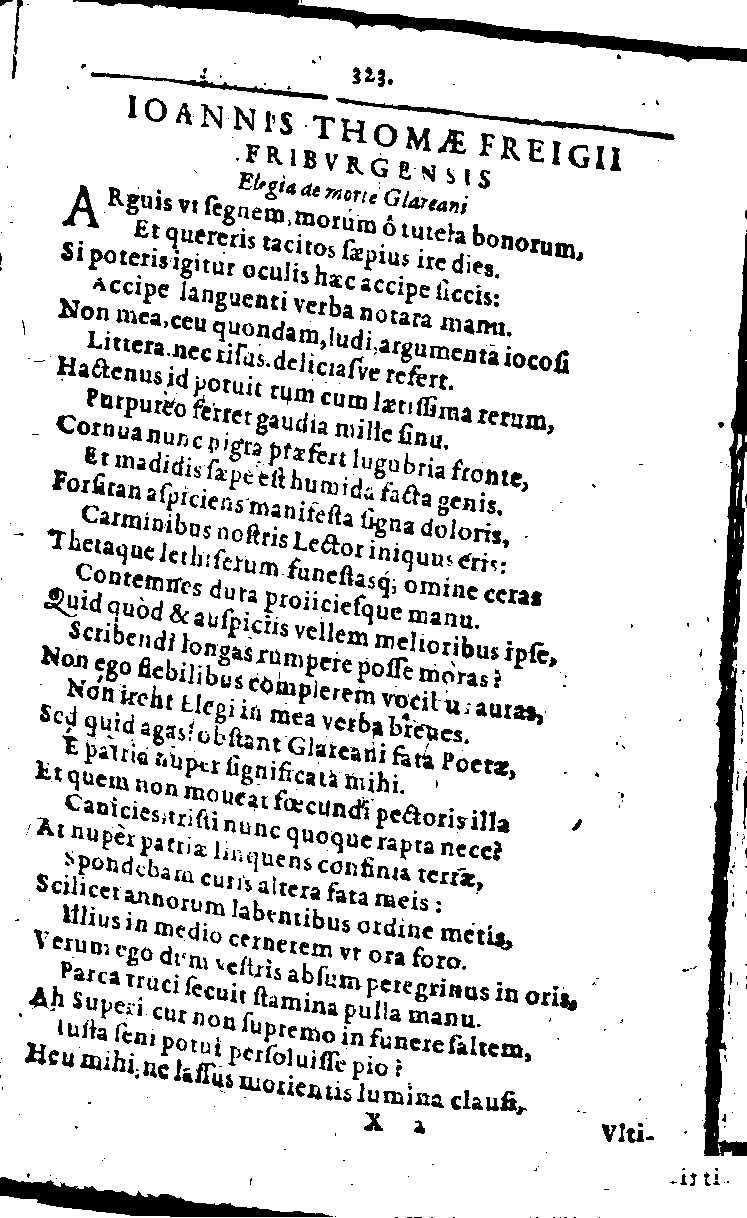 323.
IOANNIS THOMÆ FREIGII
FRIBVRGENSIS
Elegia de morte Glareani
ARguis vt ſegnem, morum ô tutela bonorum,
Et quereris tacitos ſæpius ire dies.
Si poteris igitur oculis hæc accipe ſiccis:
Accipe languenti verba notata manu.
Non mea, ceu quondam, ludi, argumenta iocoſi
Littera. nec riſus. deliciaſve refert.
Hactenus id potuit tum cum lætiſſima rerum,
Purpureo ferret gaudia mille ſinu.
Cornua nunc nigra præfert lugubria fronte,
Et madidis ſæpe eſt humida facta genis.
Forſitan aſpiciens manifeſta ſigna doloris,
Carminibus noſtris Lector iniquus eris:
Thetaque lethiferum funeſtasq; omine ceras
Contemnes dura proiicieſque manu.
Quid quòd & auſpiciis vellem melioribus ipſe,
Scribendi longas rumpere poſſe moras?
Non ego flebilibus complerem vocibus auras,
Non irent Elegi in mea verba breues.
Sed quid agas? obſtant Glareani fata Poetæ,
E patria nuper ſignificata mihi.
Et quem non moueat fœcundi pectoris illa
Canicies, triſti nunc quoque rapta nece?
At nupèr patriæ linquens confinia terræ,
Spondebam curis altera fata meis:
Scilicet annorum labentibus ordine metis,
Illius in medio cernerem vt ora foro.
Verum ego dum veſtris abſum peregrinus in oris,
Parca truci ſecuit ſtamina pulla manu.
Ah Superi cur non ſupremo in funere ſaltem,
Iuſta ſeni potui perſoluiſſe pio?
Heu mihi, ne laſſus morientis lumina clauſi,
X 2
Vlti-